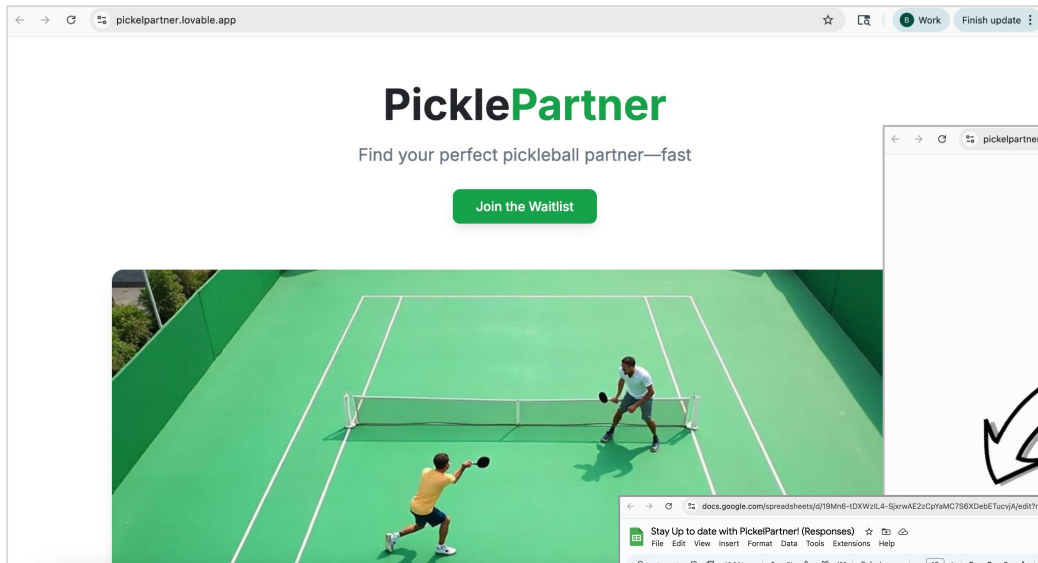 pickelpartner.lovable.app
B Work Finish update
PicklePartner
Find your perfect pickleball partner—fast
Join the Waitlist
pickelpartner
docs.google.com/spreadsheets/d/19Mn6-tDXWzIL4-SjxrwAE2zCpYaMC7S6XDebETucvjA/edit?r
Stay Up to date with PickelPartner! (Responses)
File Edit View Insert Format Data Tools Extensions Help